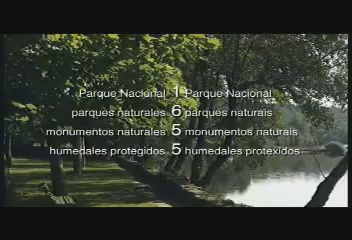 Parque Nacional 1 Parque Nacional
parques naturales 6 parques naturais
monumentos naturales 5 monumentos naturais
humedales protegidos 5 humedales protexidos